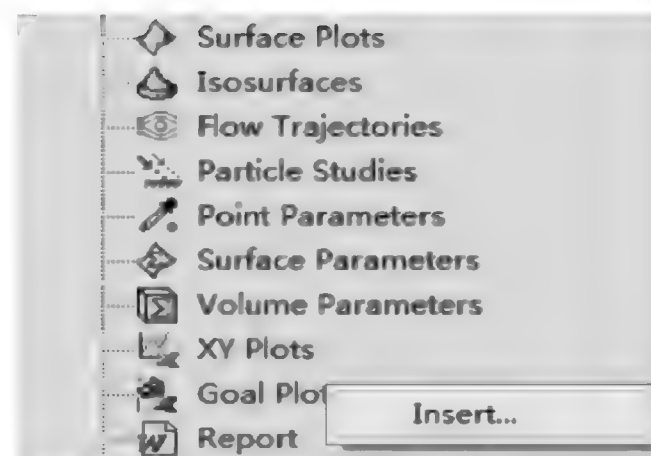 Surface Plots
Isosurfaces
Flow Trajectories
Particle Studies
Point Parameters
Surface Parameters
Volume Parameters
XY Plots
Goal Plot
Insert...
Report